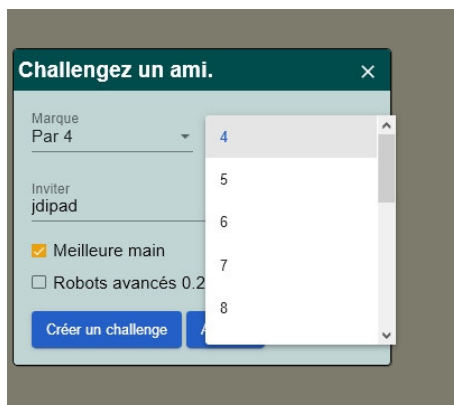 Challengez un ami.
Marque
Par 4
4
5
6
7
8
Inviter
jdipad
Meilleure main
Robots avancés 0.2
Créer un challenge